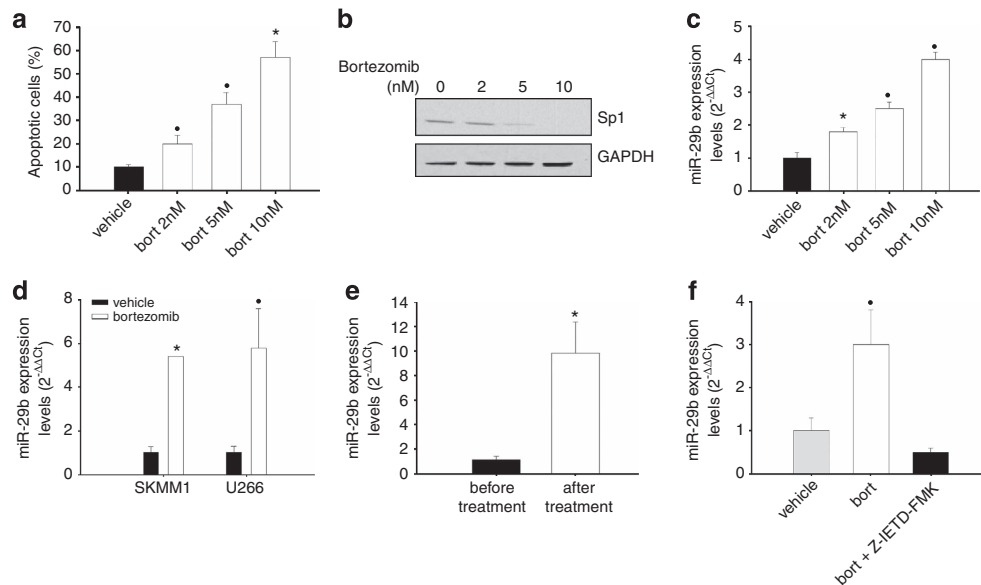 a
Apoptotic cells (%)
70
60
50
40
30
20
10
0
*
•
•
vehicle
bort 2nM
bort 5nM
bort 10nM
b
Bortezomib
(nM) 0 2 5 10
Sp1
GAPDH
c
miR-29b expression
levels (2-ΔΔCt)
5
4
3
2
1
0
*
•
•
vehicle
bort 2nM
bort 5nM
bort 10nM
d
miR-29b expression
levels (2-ΔΔCt)
8
6
4
2
0
vehicle
bortezomib
*
•
SKMM1 U266
e
miR-29b expression
levels (2-ΔΔCt)
14
12
10
8
6
4
2
0
*
before
treatment
after
treatment
f
miR-29b expression
levels (2-ΔΔCt)
4
3
2
1
0
•
vehicle
bort
bort + Z-IETD-FMK